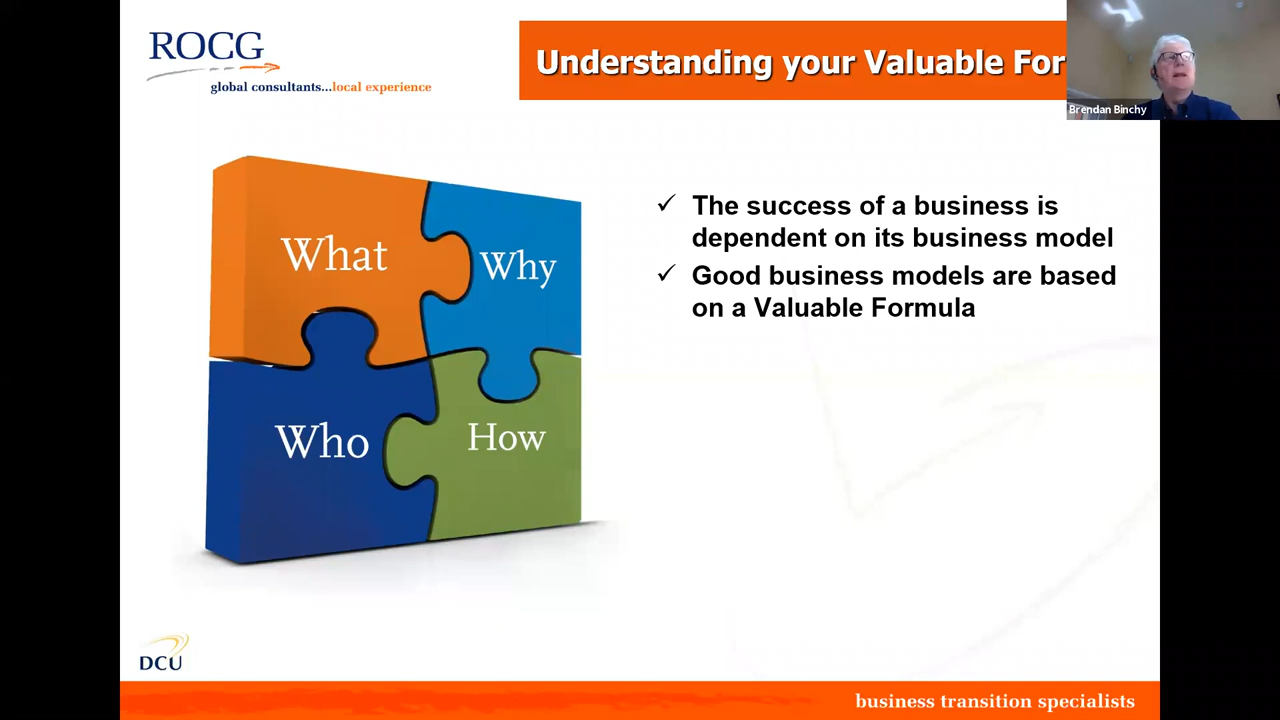 ROCG
global consultants...local experience
Understanding your Valuable For
Brendan Binchy
What
Why
Who
How
✓ The success of a business is
dependent on its business model
✓ Good business models are based
on a Valuable Formula
DCU
business transition specialists